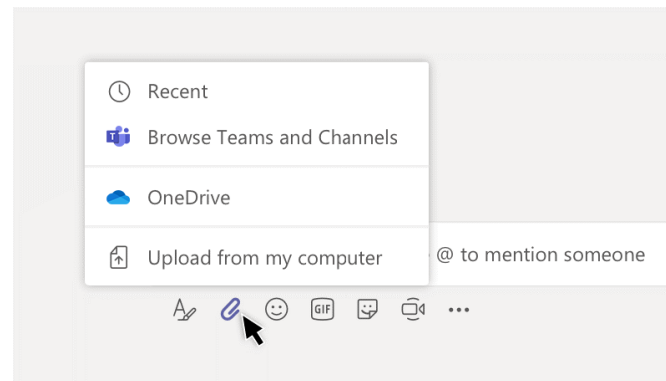 Recent
Browse Teams and Channels
OneDrive
@ to mention someone
Upload from my computer
GIF